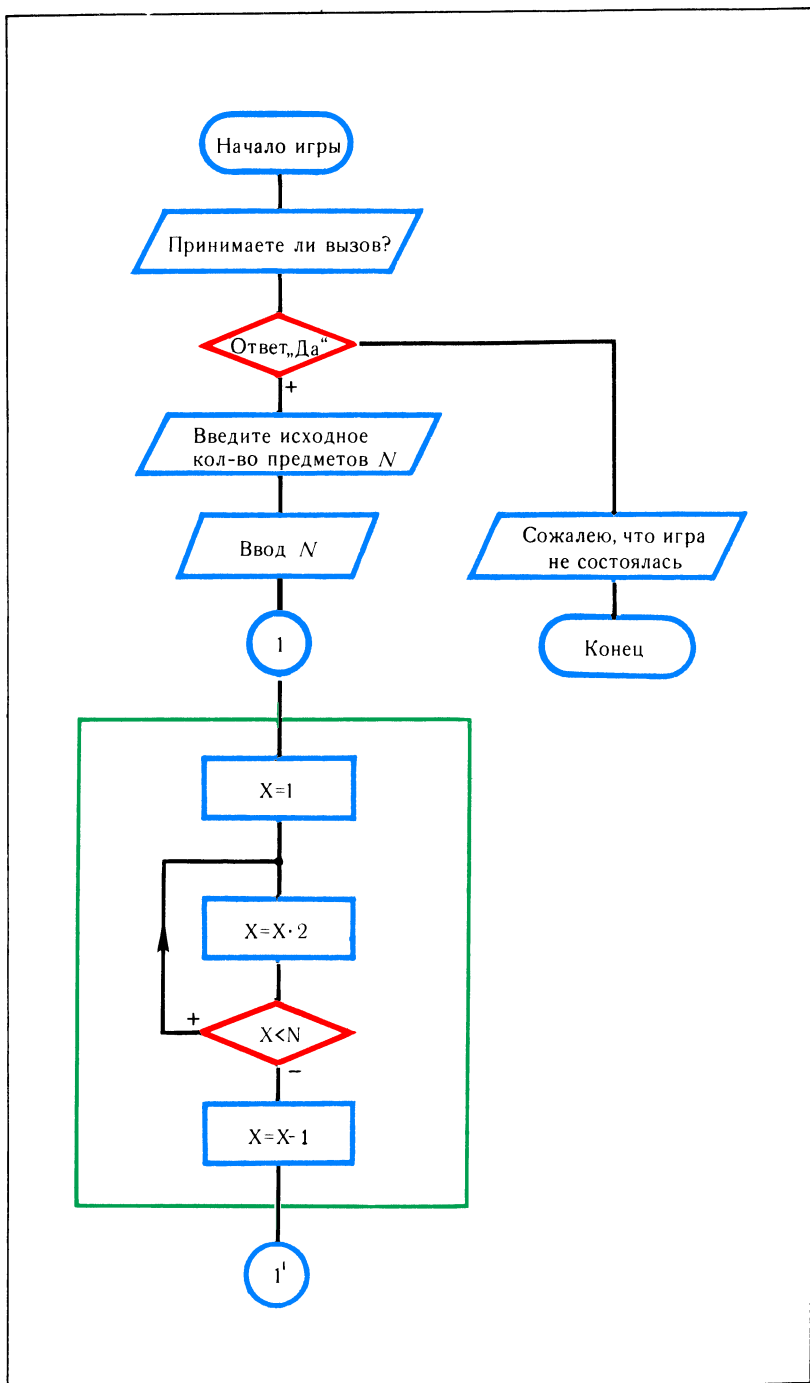 Начало игры
Принимаете ли вызов?
Ответ„Да“
+
Введите исходное
кол-во предметов N
Ввод N
Сожалею, что игра
не состоялась
1
Конец
X=1
X=X·2
+
X<N
−
X=X-1
1'